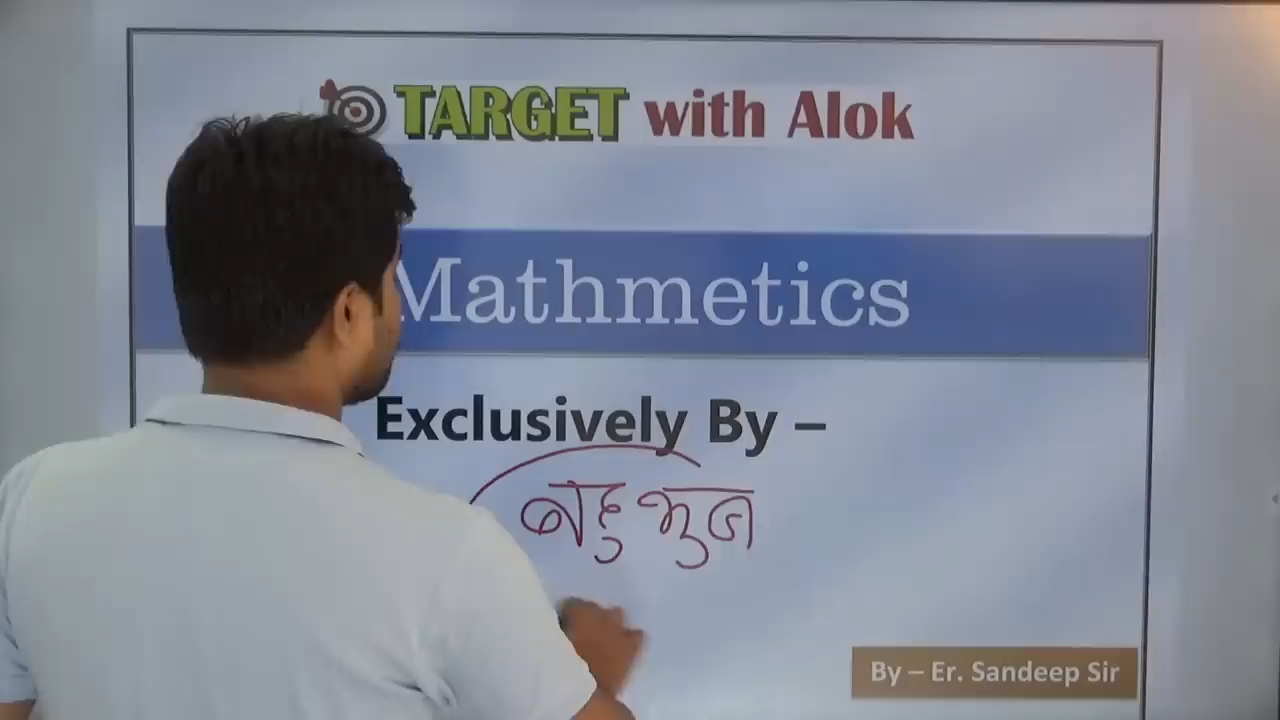 TARGET with Alok
Mathmetics
Exclusively By –
बहुभुज
By – Er. Sandeep Sir